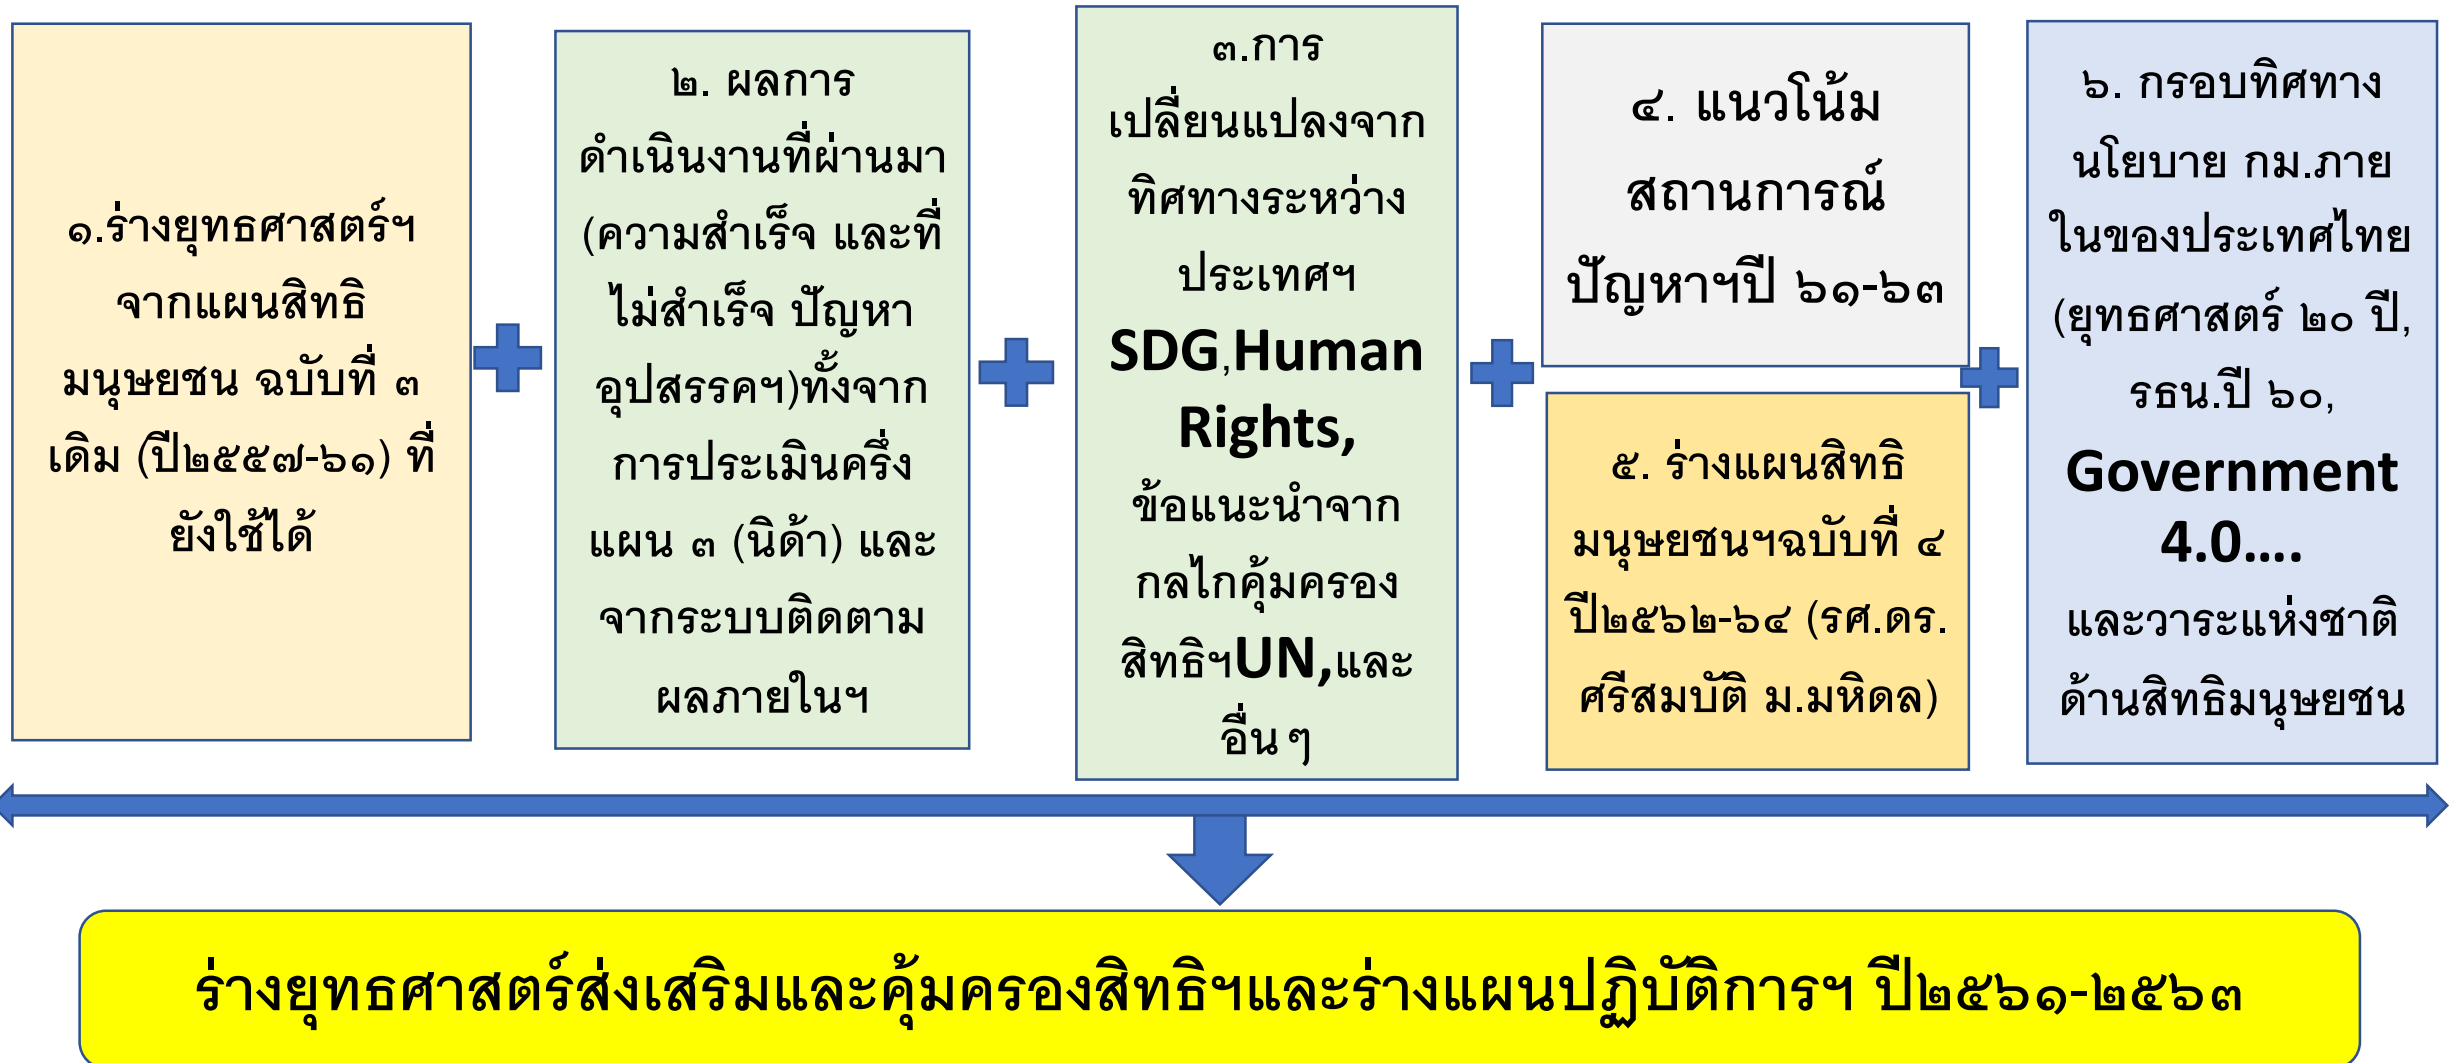 ๑.ร่างยุทธศาสตร์ฯ
จากแผนสิทธิ
มนุษยชน ฉบับที่ ๓
เดิม (ปี๒๕๕๗-๖๑) ที่
ยังใช้ได้
๒. ผลการ
ดำเนินงานที่ผ่านมา
(ความสำเร็จ และที่
ไม่สำเร็จ ปัญหา
อุปสรรคฯ)ทั้งจาก
การประเมินครึ่ง
แผน ๓ (นิด้า) และ
จากระบบติดตาม
ผลภายในฯ
๓.การ
เปลี่ยนแปลงจาก
ทิศทางระหว่าง
ประเทศฯ
SDG,Human
Rights,
ข้อแนะนำจาก
กลไกคุ้มครอง
สิทธิฯUN,และ
อื่น ๆ
๔. แนวโน้ม
สถานการณ์
ปัญหาฯปี ๖๑-๖๓
๕. ร่างแผนสิทธิ
มนุษยชนฯฉบับที่ ๔
ปี๒๕๖๒-๖๔ (รศ.ดร.
ศรีสมบัติ ม.มหิดล)
๖. กรอบทิศทาง
นโยบาย กม.ภาย
ในของประเทศไทย
(ยุทธศาสตร์ ๒๐ ปี,
รธน.ปี ๖๐,
Government
4.0....
และวาระแห่งชาติ
ด้านสิทธิมนุษยชน
ร่างยุทธศาสตร์ส่งเสริมและคุ้มครองสิทธิฯและร่างแผนปฏิบัติการฯ ปี๒๕๖๑-๒๕๖๓